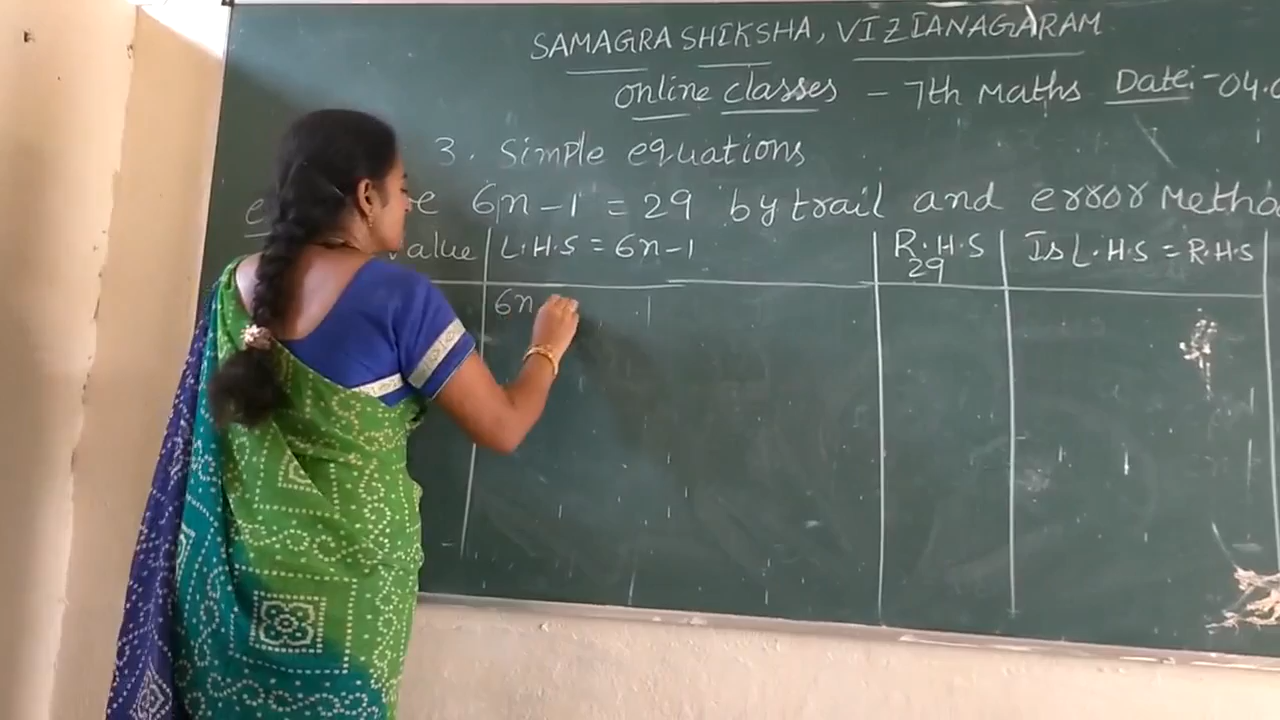 SAMAGRA SHIKSHA, VIZIANAGARAM
Online classes - 7th Maths Date:-04.0
3. Simple equations
6n-1=29 by trail and error Metho
value L.H.S = 6n-1 R.H.S Is L.H.S = R.H.S
29
6n